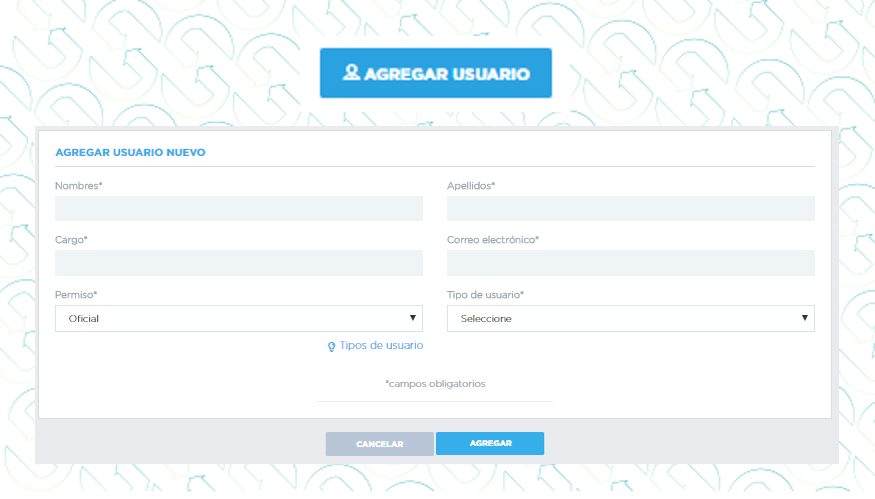 AGREGAR USUARIO
AGREGAR USUARIO NUEVO
Nombres*
Apellidos*
Cargo*
Correo electrónico*
Permiso*
Tipo de usuario*
Oficial
Seleccione
Tipos de usuario
*campos obligatorios
CANCELAR
AGREGAR